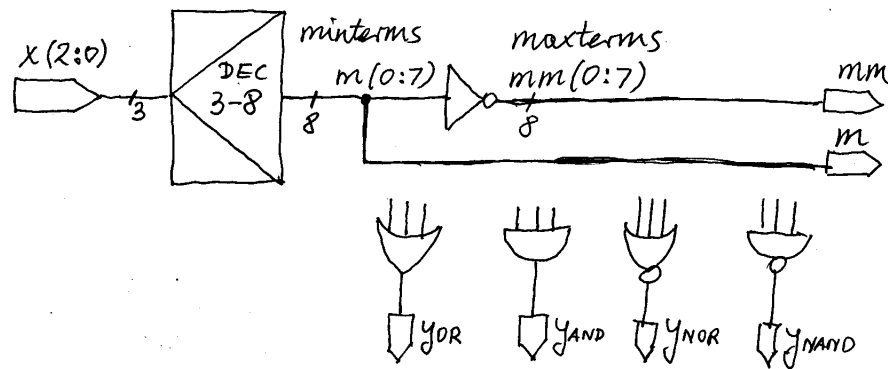 x(2:0)
3
DEC
3-8
8
minterms
m(0:7)
maxterms
mm(0:7)
8
mm
m
yOR
yAND
yNOR
yNAND